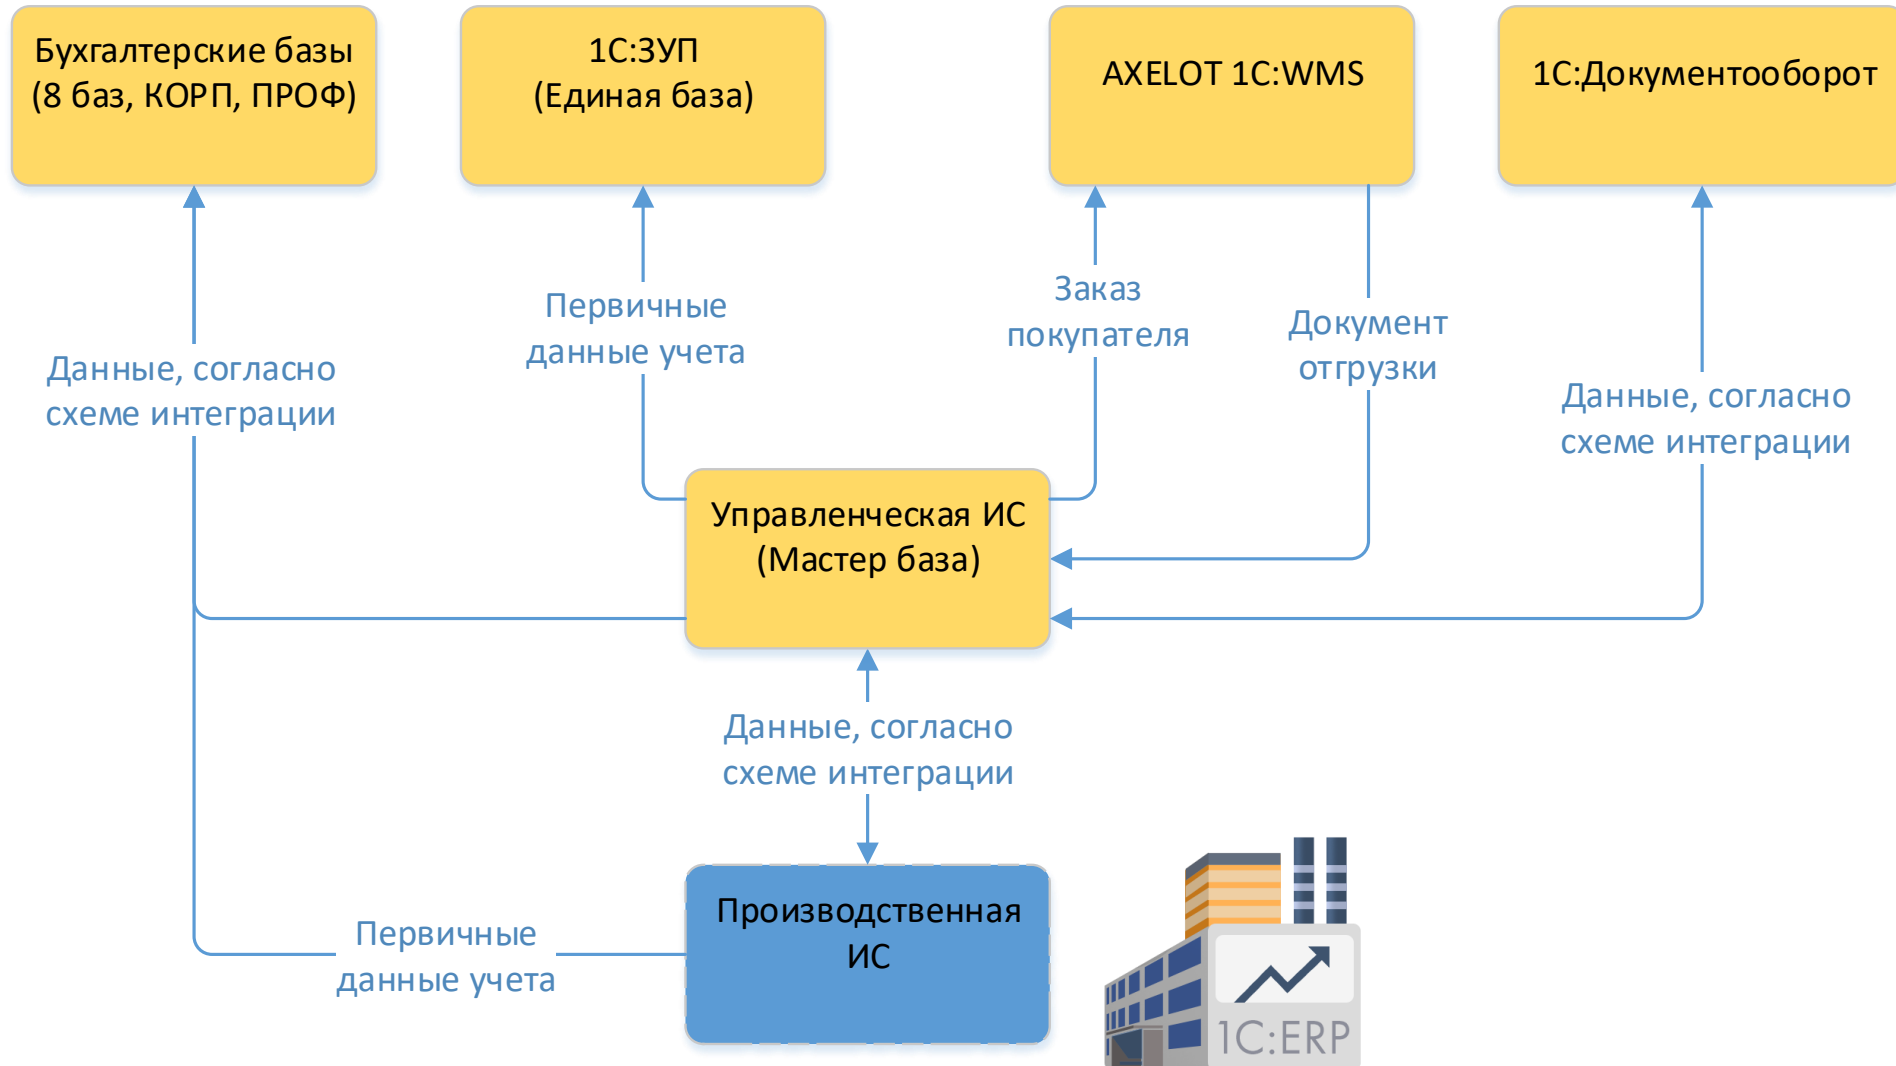 Бухгалтерские базы
(8 баз, КОРП, ПРОФ)
1С:ЗУП
(Единая база)
AXELOT 1С:WMS
1С:Документооборот
Первичные
данные учета
Заказ
покупателя
Документ
отгрузки
Данные, согласно
схеме интеграции
Данные, согласно
схеме интеграции
Управленческая ИС
(Мастер база)
Данные, согласно
схеме интеграции
Производственная
ИС
Первичные
данные учета
1С:ERP